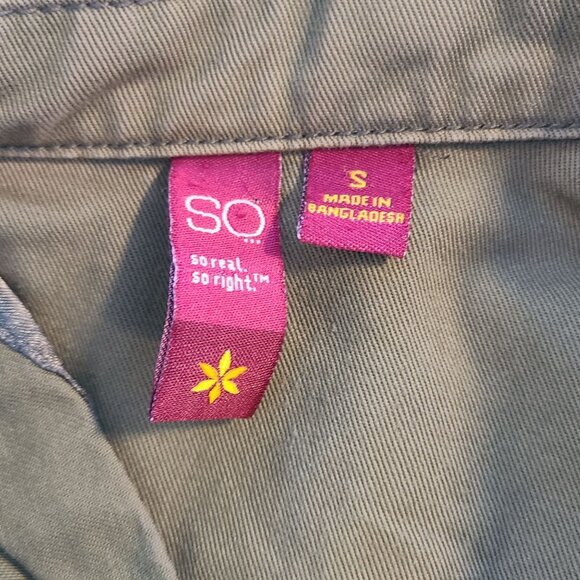 SO...
so real.
so right.™
S
MADE IN
BANGLADESH